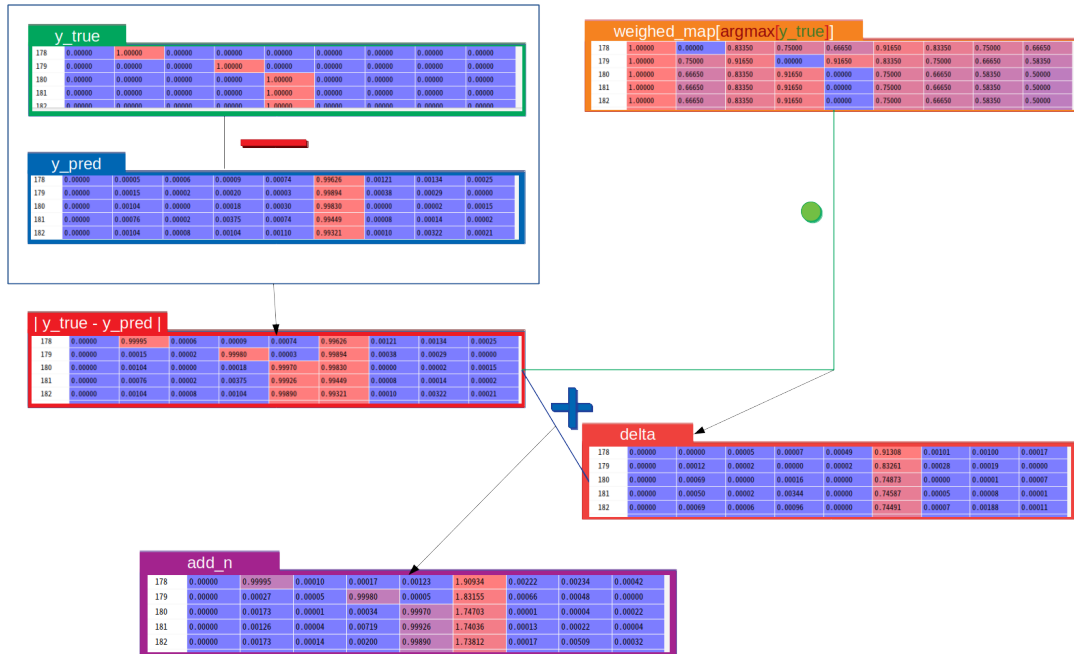 y_true
178 0.00000 1.00000 0.00000 0.00000 0.00000 0.00000 0.00000 0.00000 0.00000
179 0.00000 0.00000 0.00000 1.00000 0.00000 0.00000 0.00000 0.00000 0.00000
180 0.00000 0.00000 0.00000 0.00000 1.00000 0.00000 0.00000 0.00000 0.00000
181 0.00000 0.00000 0.00000 0.00000 1.00000 0.00000 0.00000 0.00000 0.00000
182 0.00000 0.00000 0.00000 0.00000 1.00000 0.00000 0.00000 0.00000 0.00000
weighed_map[argmax[y_true]]
178 1.00000 0.00000 0.83350 0.75000 0.66650 0.91650 0.83350 0.75000 0.66650
179 1.00000 0.75000 0.91650 0.00000 0.91650 0.83350 0.75000 0.66650 0.58350
180 1.00000 0.66650 0.83350 0.91650 0.00000 0.75000 0.66650 0.58350 0.50000
181 1.00000 0.66650 0.83350 0.91650 0.00000 0.75000 0.66650 0.58350 0.50000
182 1.00000 0.66650 0.83350 0.91650 0.00000 0.75000 0.66650 0.58350 0.50000
y_pred
178 0.00000 0.00005 0.00006 0.00009 0.00074 0.99626 0.00121 0.00134 0.00025
179 0.00000 0.00015 0.00002 0.00020 0.00003 0.99894 0.00038 0.00029 0.00000
180 0.00000 0.00104 0.00000 0.00018 0.00030 0.99830 0.00000 0.00002 0.00015
181 0.00000 0.00076 0.00002 0.00375 0.00074 0.99449 0.00008 0.00014 0.00002
182 0.00000 0.00104 0.00008 0.00104 0.00110 0.99321 0.00010 0.00322 0.00021
| y_true - y_pred |
178 0.00000 0.99995 0.00006 0.00009 0.00074 0.99626 0.00121 0.00134 0.00025
179 0.00000 0.00015 0.00002 0.99980 0.00003 0.99894 0.00038 0.00029 0.00000
180 0.00000 0.00104 0.00000 0.00018 0.99970 0.99830 0.00000 0.00002 0.00015
181 0.00000 0.00076 0.00002 0.00375 0.99926 0.99449 0.00008 0.00014 0.00002
182 0.00000 0.00104 0.00008 0.00104 0.99890 0.99321 0.00010 0.00322 0.00021
delta
178 0.00000 0.00000 0.00005 0.00007 0.00049 0.91308 0.00101 0.00100 0.00017
179 0.00000 0.00012 0.00002 0.00000 0.00002 0.83261 0.00028 0.00019 0.00000
180 0.00000 0.00069 0.00000 0.00016 0.00000 0.74873 0.00000 0.00001 0.00007
181 0.00000 0.00050 0.00002 0.00344 0.00000 0.74587 0.00005 0.00008 0.00001
182 0.00000 0.00069 0.00006 0.00096 0.00000 0.74491 0.00007 0.00188 0.00011
add_n
178 0.00000 0.99995 0.00010 0.00017 0.00123 1.90934 0.00222 0.00234 0.00042
179 0.00000 0.00027 0.00005 0.99980 0.00005 1.83155 0.00066 0.00048 0.00000
180 0.00000 0.00173 0.00001 0.00034 0.99970 1.74703 0.00001 0.00004 0.00022
181 0.00000 0.00126 0.00004 0.00719 0.99926 1.74036 0.00013 0.00022 0.00004
182 0.00000 0.00173 0.00014 0.00200 0.99890 1.73812 0.00017 0.00509 0.00032